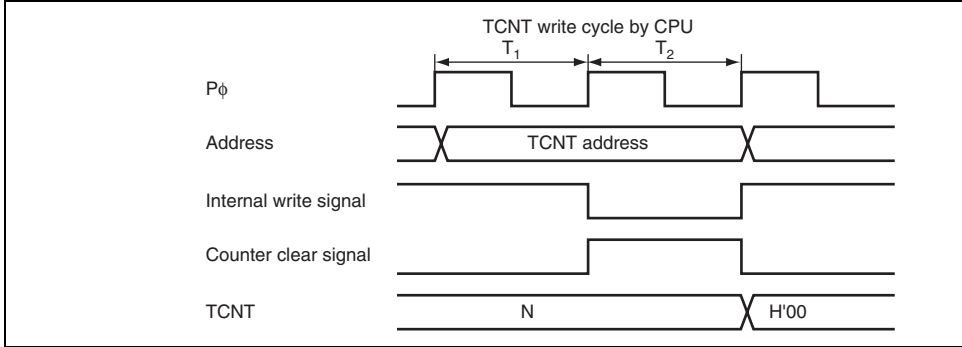 TCNT write cycle by CPU
T1 T2
Pϕ
Address TCNT address
Internal write signal
Counter clear signal
TCNT N H'00